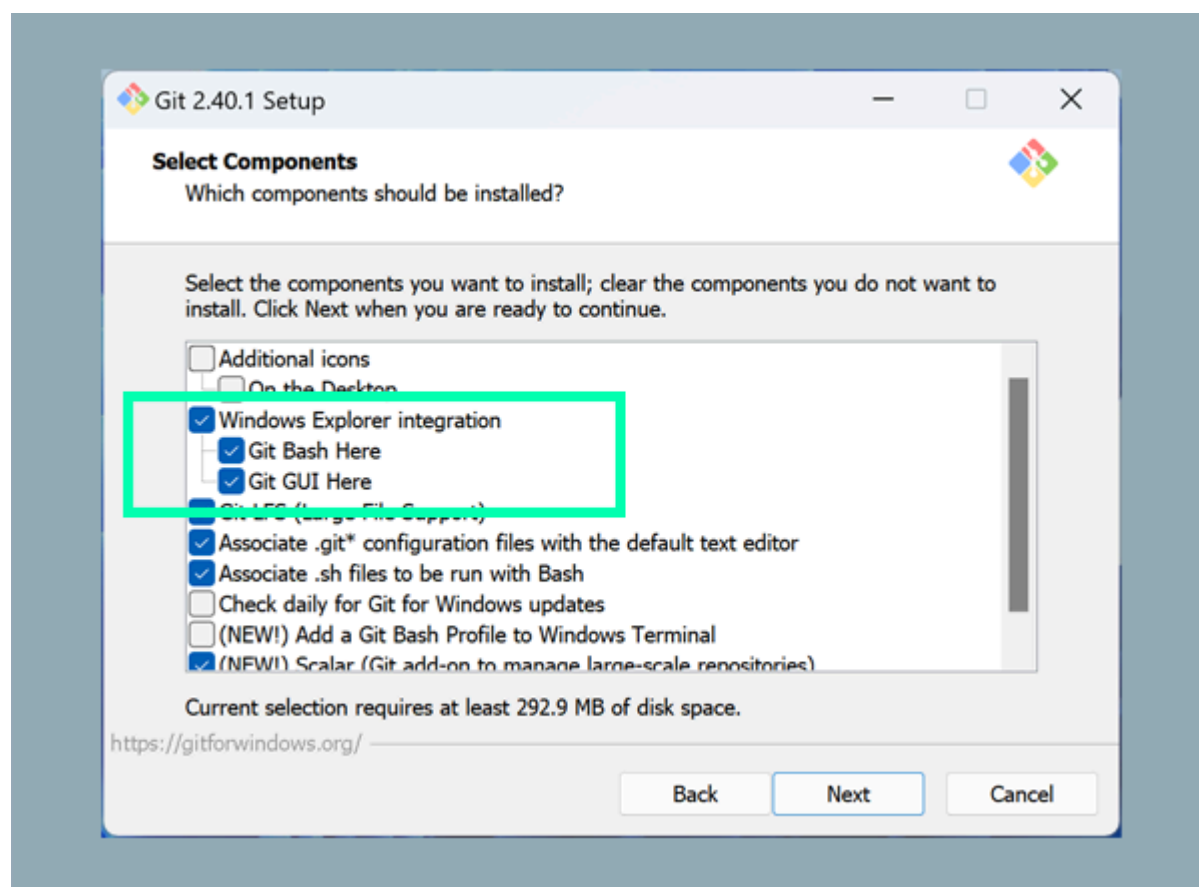 Git 2.40.1 Setup
Select Components
Which components should be installed?
Select the components you want to install; clear the components you do not want to
install. Click Next when you are ready to continue.
Additional icons
On the Desktop
Windows Explorer integration
Git Bash Here
Git GUI Here
Git LFS (Large File Support)
Associate .git* configuration files with the default text editor
Associate .sh files to be run with Bash
Check daily for Git for Windows updates
(NEW!) Add a Git Bash Profile to Windows Terminal
(NEW!) Scalar (Git add-on to manage large-scale repositories)
Current selection requires at least 292.9 MB of disk space.
https://gitforwindows.org/
Back Next Cancel